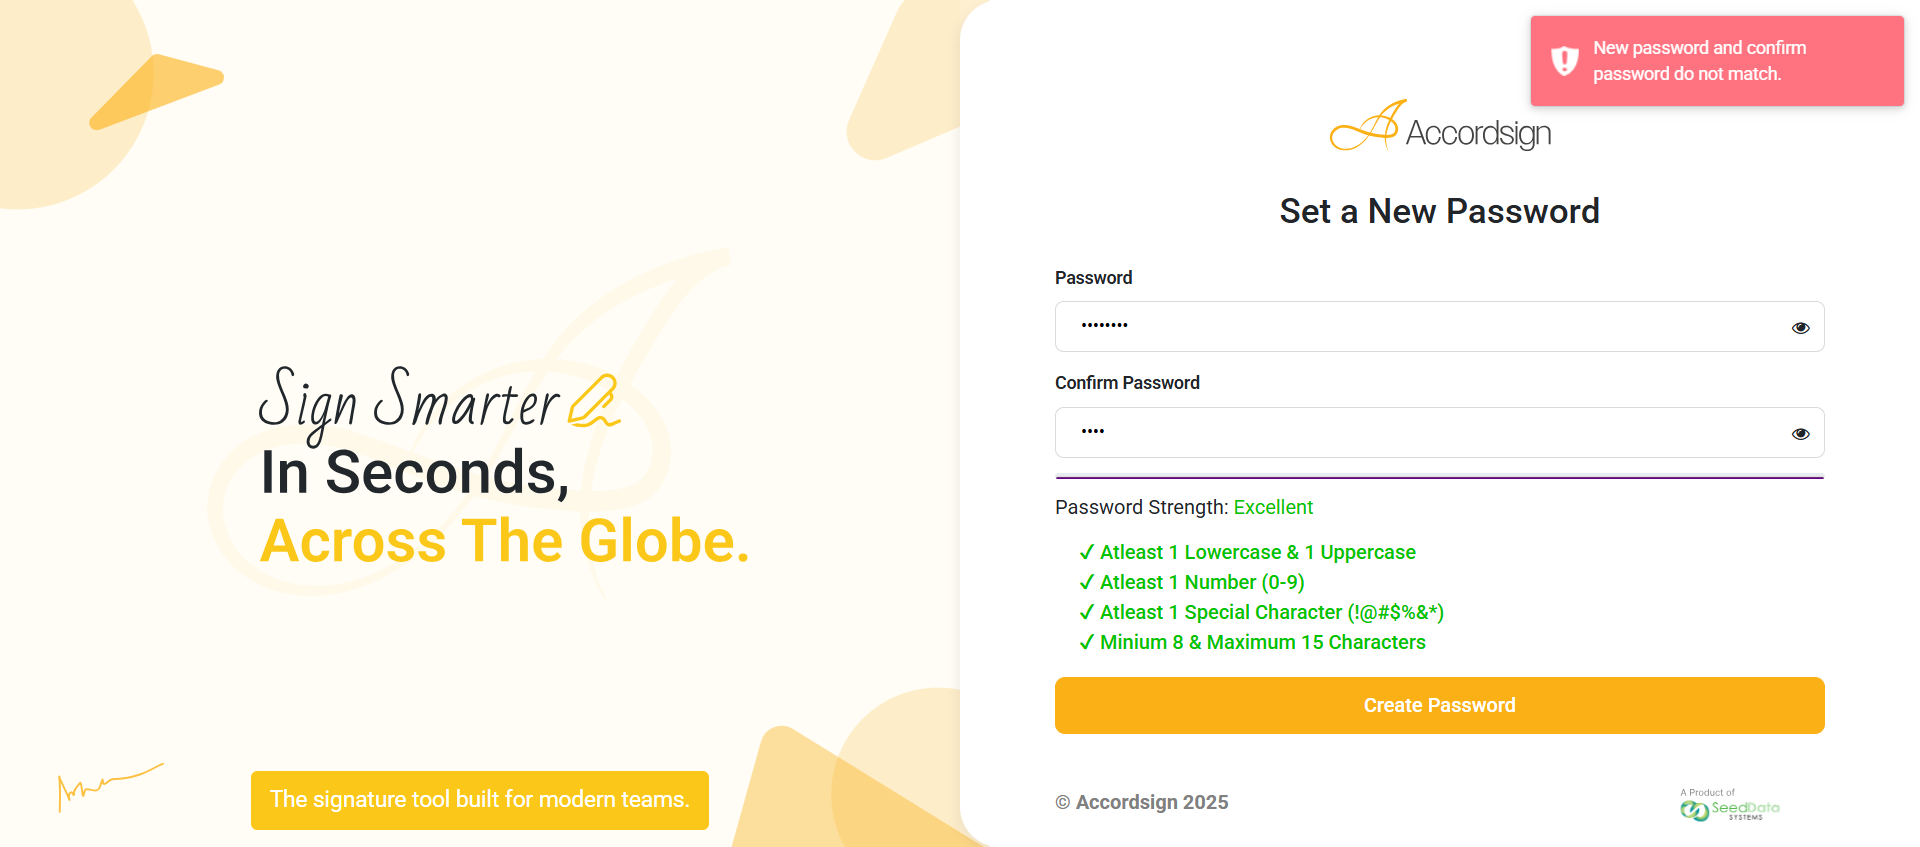 Sign Smarter
In Seconds,
Across The Globe.
The signature tool built for modern teams.
New password and confirm
password do not match.
Accordsign
Set a New Password
Password
••••••••
Confirm Password
••••
Password Strength: Excellent
✓ Atleast 1 Lowercase & 1 Uppercase
✓ Atleast 1 Number (0-9)
✓ Atleast 1 Special Character (!@#$%&*)
✓ Minium 8 & Maximum 15 Characters
Create Password
© Accordsign 2025
A Product of
SeedData
SYSTEMS